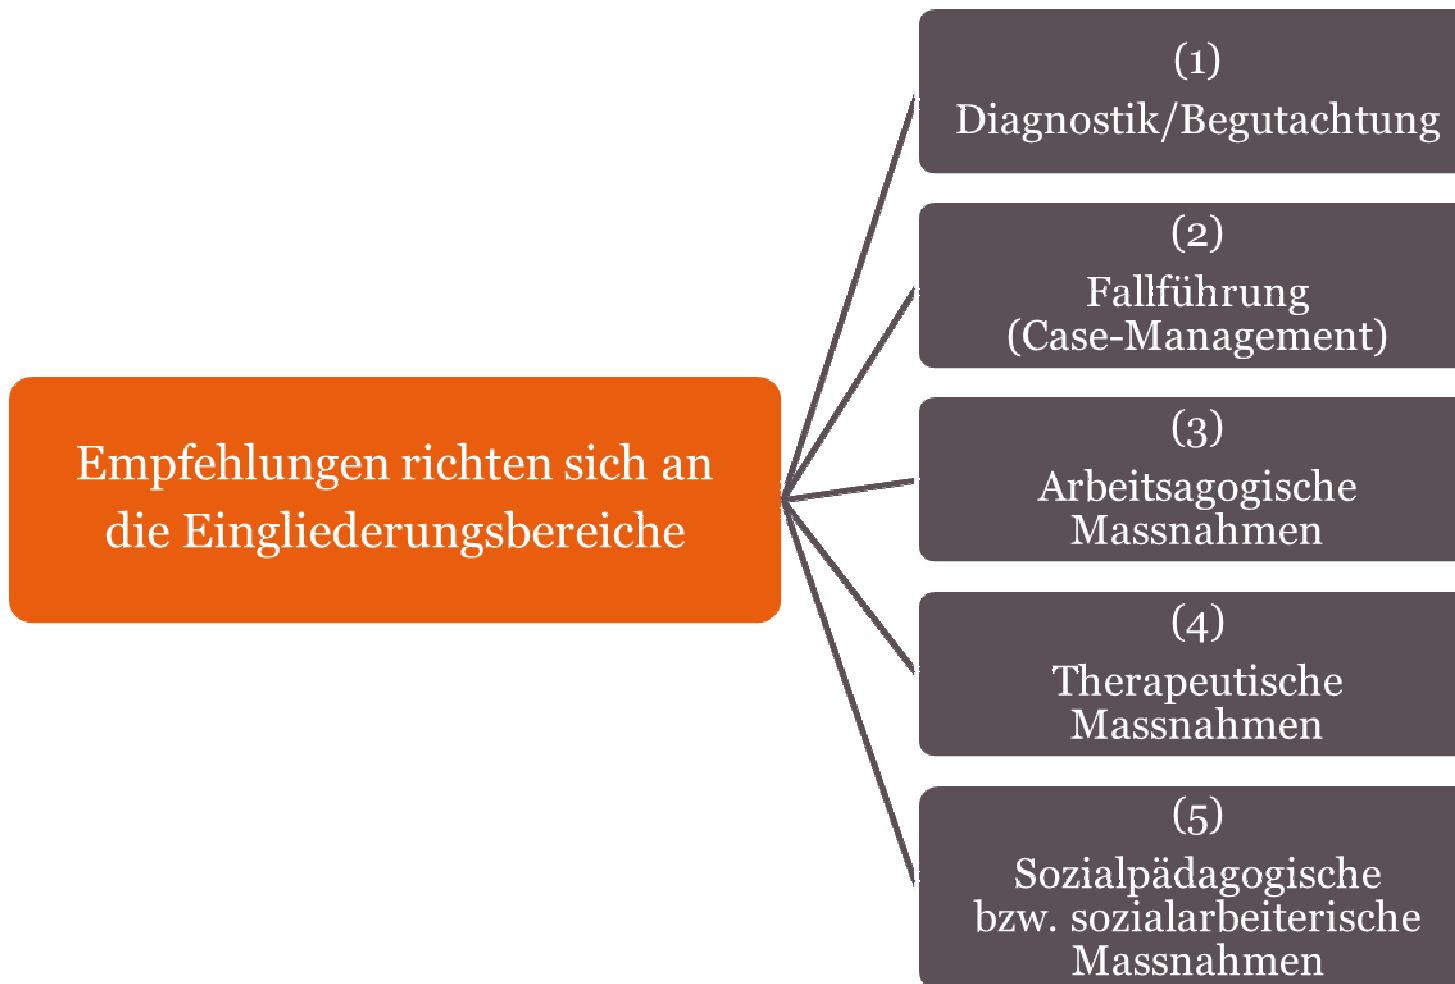 Empfehlungen richten sich an
die Eingliederungsbereiche
(1)
Diagnostik/Begutachtung
(2)
Fallführung
(Case-Management)
(3)
Arbeitsagogische
Massnahmen
(4)
Therapeutische
Massnahmen
(5)
Sozialpädagogische
bzw. sozialarbeiterische
Massnahmen